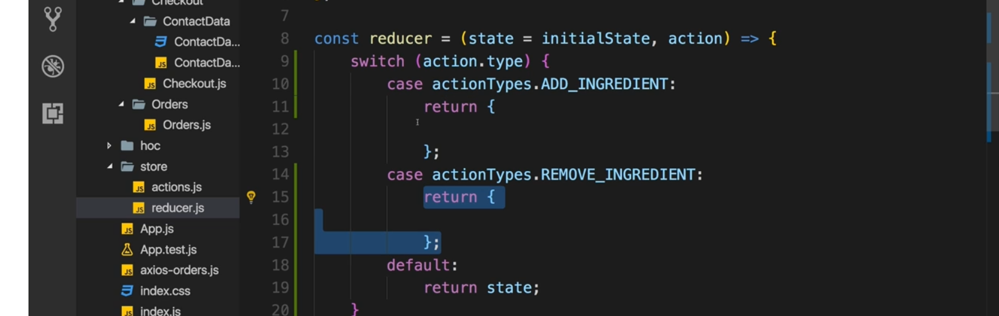 Checkout
ContactData
ContactDa...
ContactDa...
Checkout.js
Orders
Orders.js
hoc
store
actions.js
reducer.js
App.js
App.test.js
axios-orders.js
index.css
index.js
7
8 const reducer = (state = initialState, action) => {
9 switch (action.type) {
10 case actionTypes.ADD_INGREDIENT:
11 return {
12
13 };
14 case actionTypes.REMOVE_INGREDIENT:
15 return {
16
17 };
18 default:
19 return state;
20 }